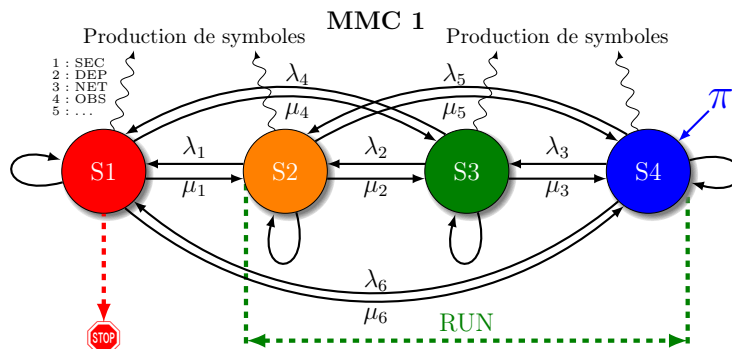 MMC 1
Production de symboles
Production de symboles
1 : SEC
2 : DEP
3 : NET
4 : OBS
5 : ...
λ4
λ5
μ4
μ5
π
λ1
λ2
λ3
S1
S2
S3
S4
μ1
μ2
μ3
λ6
μ6
RUN
STOP